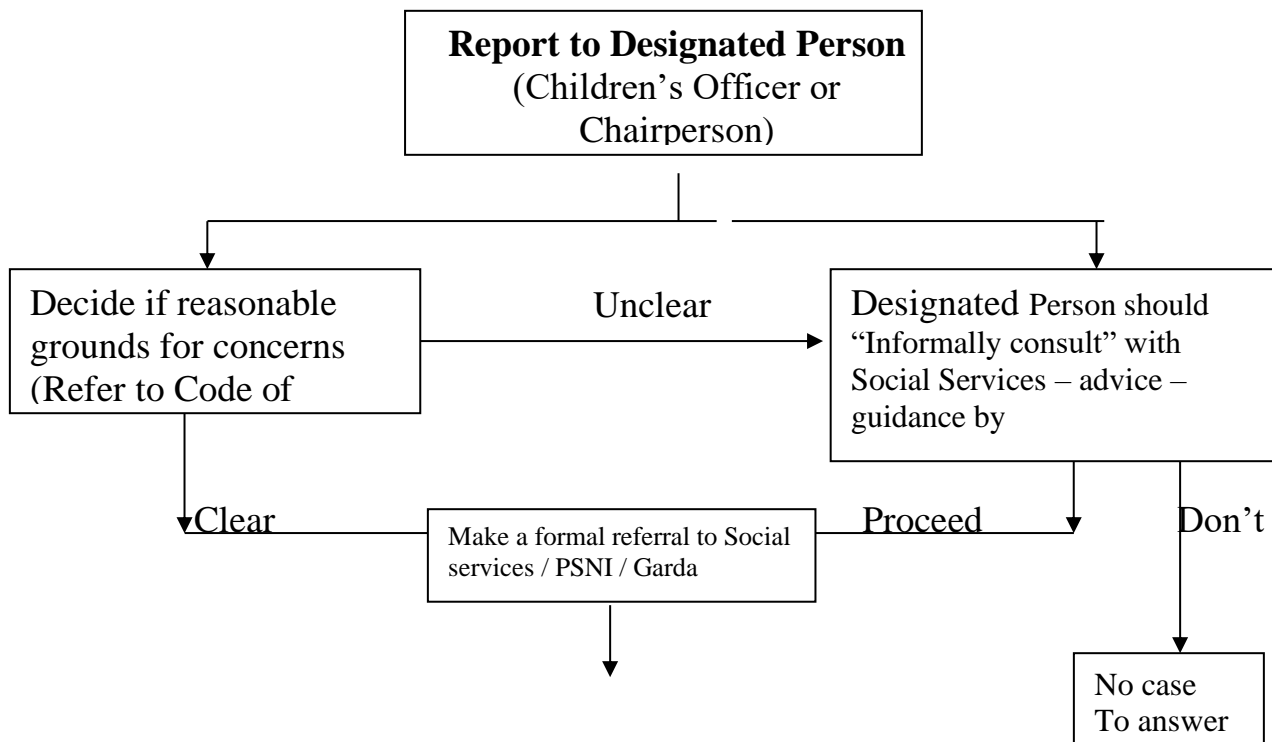 Report to Designated Person
(Children’s Officer or
Chairperson)
Decide if reasonable
grounds for concerns
(Refer to Code of
Unclear
Designated Person should
“Informally consult” with
Social Services – advice –
guidance by
Clear
Make a formal referral to Social
services / PSNI / Garda
Proceed
Don’t
No case
To answer